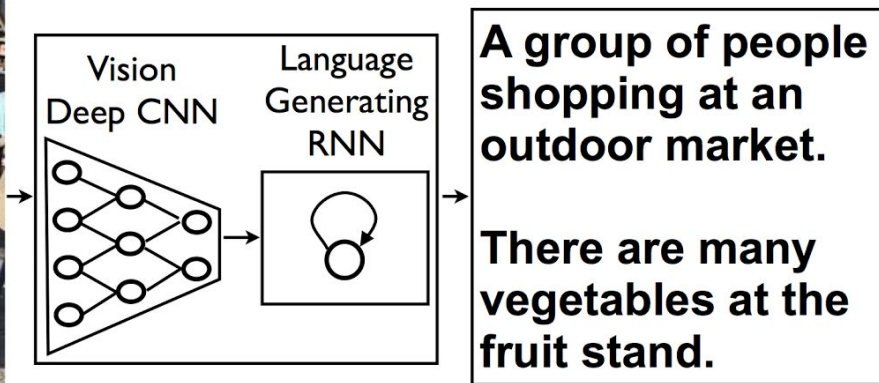 Vision
Deep CNN
Language
Generating
RNN
A group of people
shopping at an
outdoor market.
There are many
vegetables at the
fruit stand.